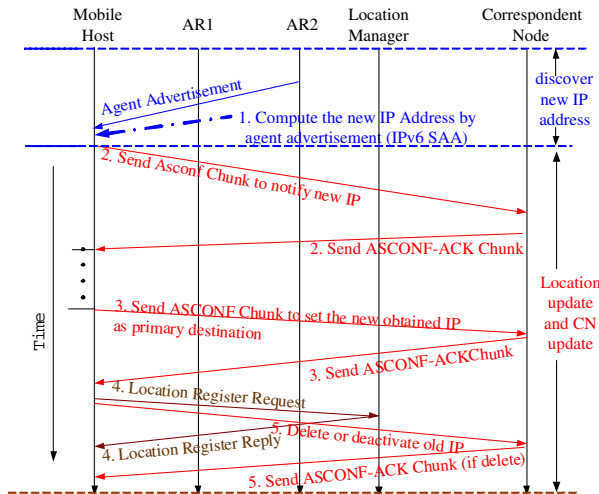 Mobile
Host
AR1
AR2
Location
Manager
Correspondent
Node
Agent Advertisement
1. Compute the new IP Address by
agent advertisement (IPv6 SAA)
discover
new IP
address
2. Send Asconf Chunk to notify new IP
2. Send ASCONF-ACK Chunk
3. Send ASCONF Chunk to set the new obtained IP
as primary destination
3. Send ASCONF-ACKChunk
Location
update
and CN
update
Time
4. Location Register Request
5. Delete or deactivate old IP
4. Location Register Reply
5. Send ASCONF-ACK Chunk (if delete)